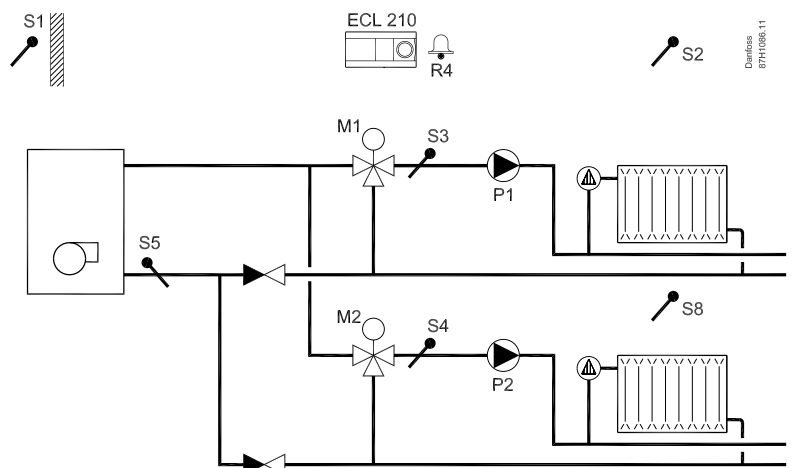 S1
ECL 210
R4
S2
Danfoss
87H1086.11
M1
S3
P1
S5
S8
M2
S4
P2